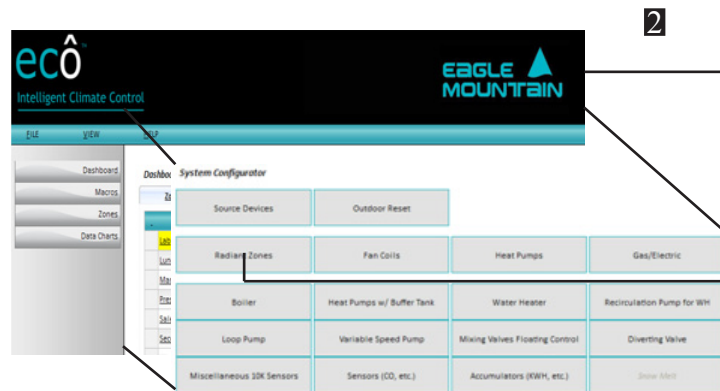 2
ecô™
Intelligent Climate Control
EAGLE
MOUNTAIN
FILE VIEW HELP
Dashboard
Macros
Zones
Data Charts
System Configurator
Source Devices Outdoor Reset
Radiant Zones Fan Coils Heat Pumps Gas/Electric
Boiler Heat Pumps w/ Buffer Tank Water Heater Recirculation Pump for WH
Loop Pump Variable Speed Pump Mixing Valves Floating Control Diverting Valve
Miscellaneous 10K Sensors Sensors (CO, etc.) Accumulators (KWH, etc.) Snow Melt